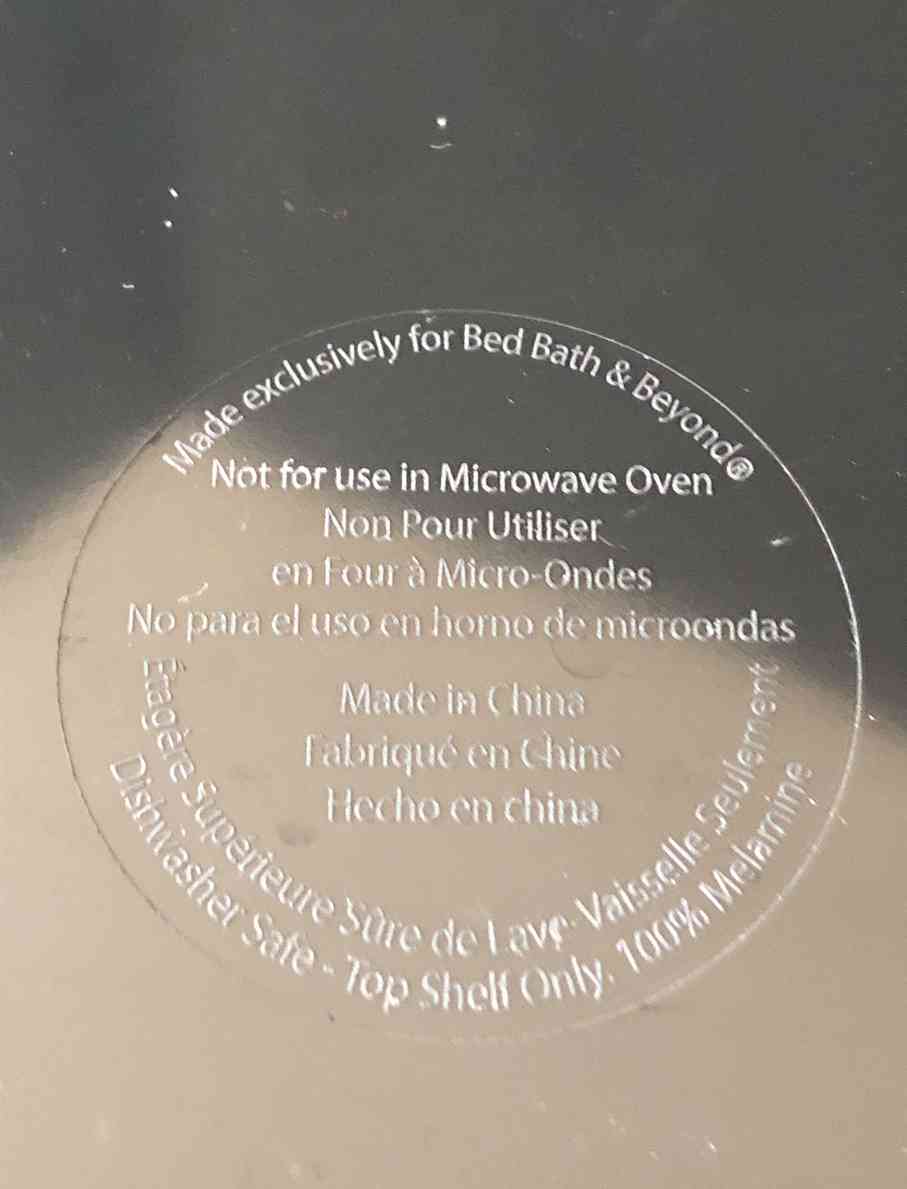 Made exclusively for Bed Bath & Beyond®
Not for use in Microwave Oven
Non Pour Utiliser
en Four à Micro-Ondes
No para el uso en horno de microondas
Made in China
Fabriqué en Chine
Hecho en china
Étagère Supérieure Sûre de Lave-Vaisselle Seulement
Dishwasher Safe - Top Shelf Only. 100% Melamine